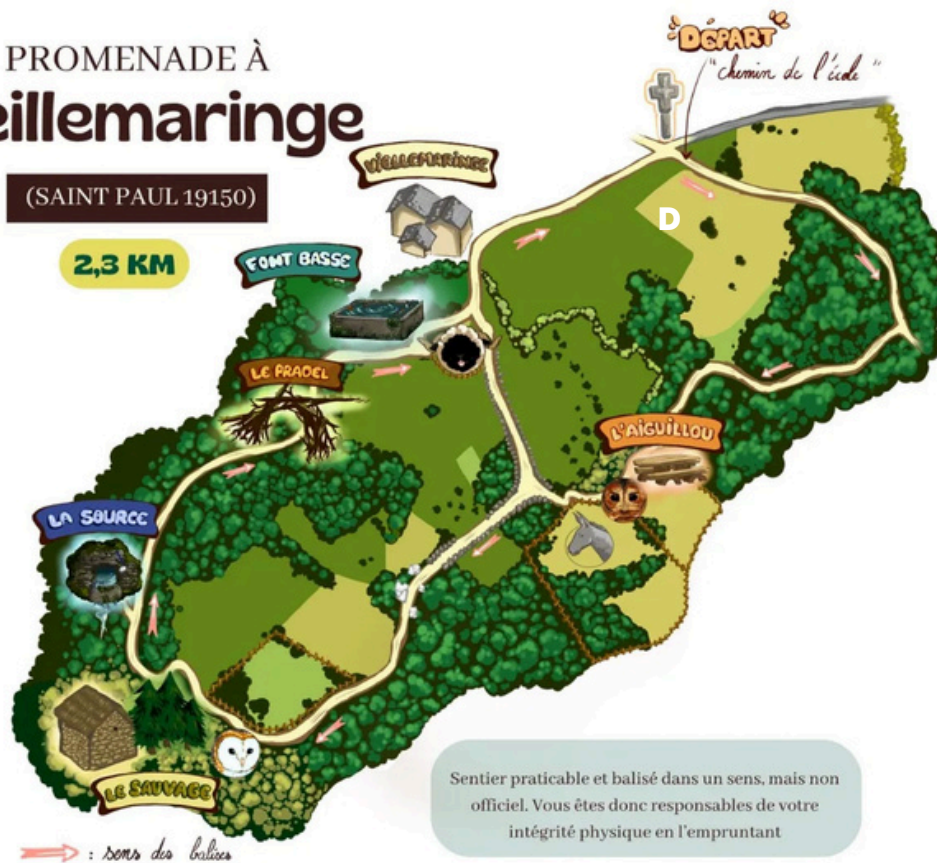 PROMENADE À
eillemaringe
(SAINT PAUL 19150)
2,3 KM
DÉPART
"chemin de l'école"
VIELLEMARINGE
FONT BASSE
D
LE PRADEL
L'AIGUILLOU
LA SOURCE
LE SAUVAGE
Sentier praticable et balisé dans un sens, mais non
officiel. Vous êtes donc responsables de votre
intégrité physique en l'empruntant
: sens des balises